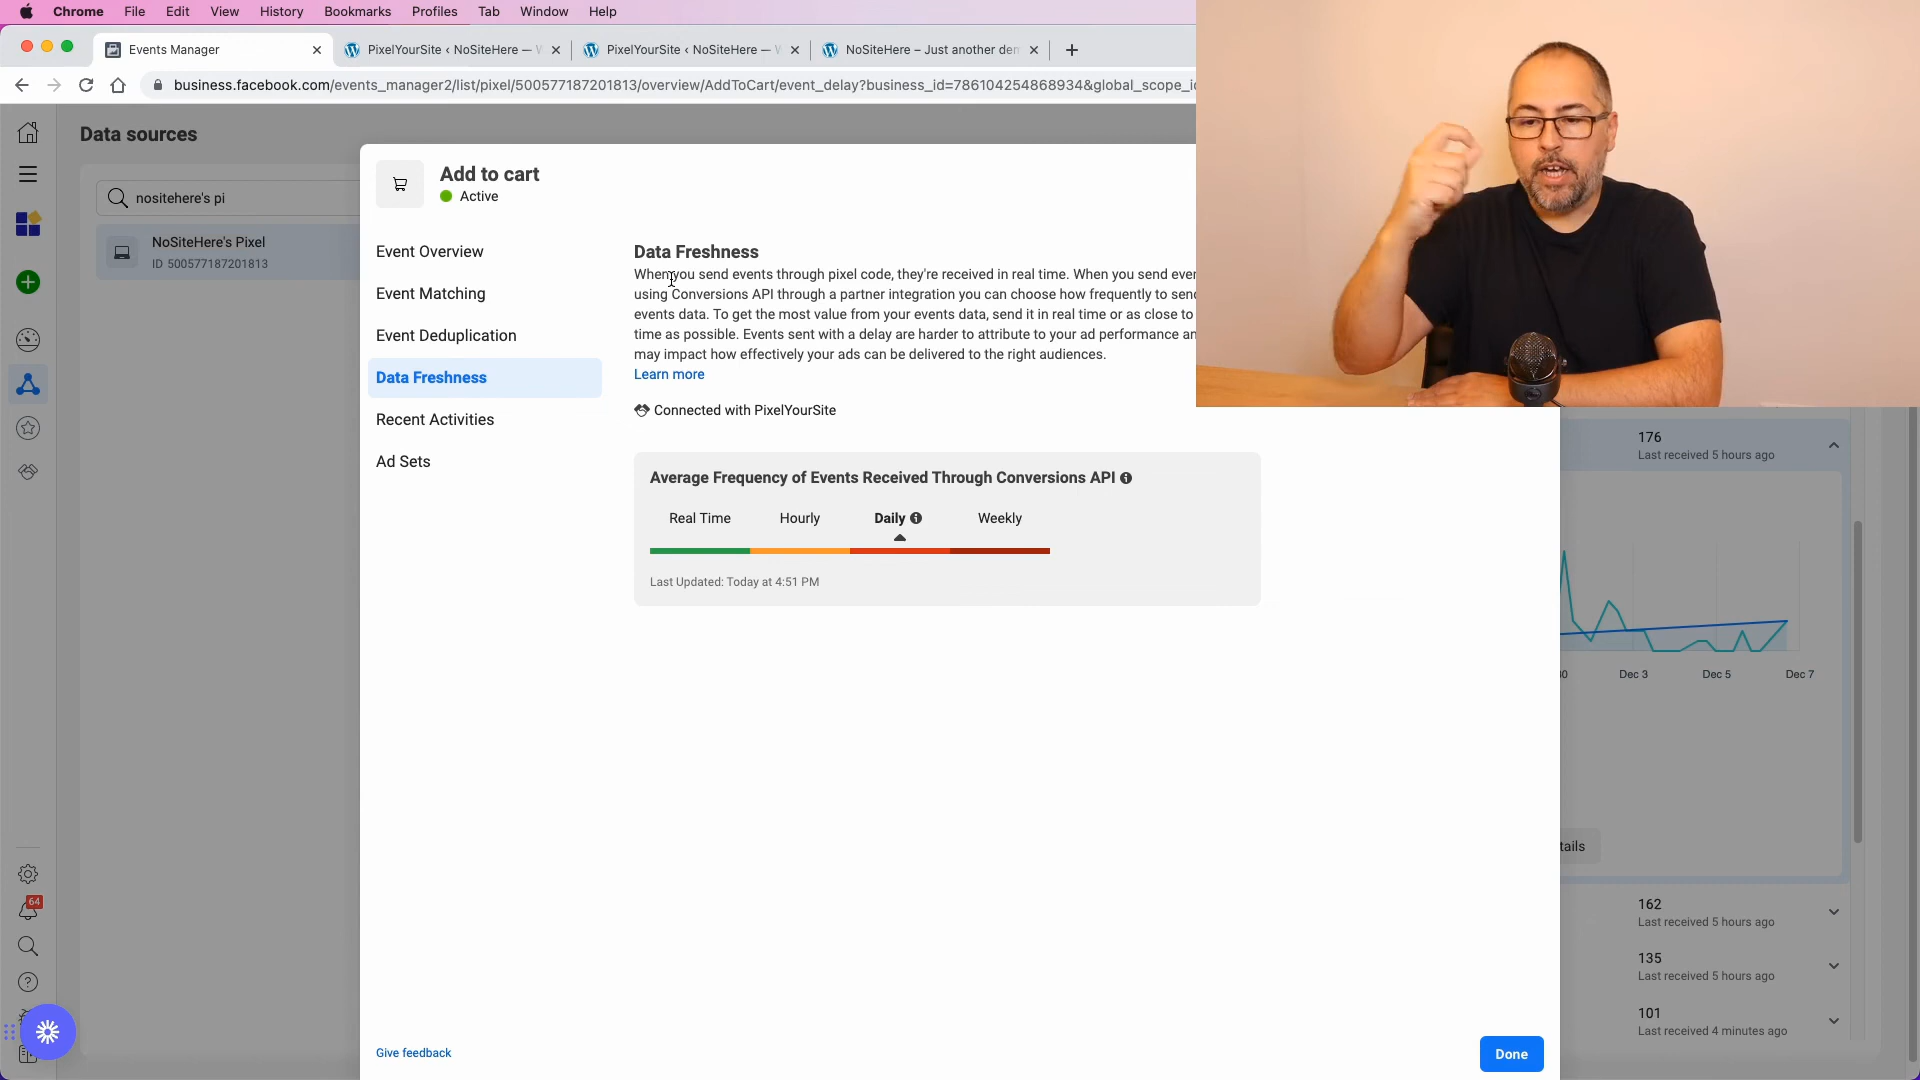 Chrome File Edit View History Bookmarks Profiles Tab Window Help
Events Manager
PixelYourSite ‹ NoSiteHere — W
PixelYourSite ‹ NoSiteHere — W
NoSiteHere – Just another den
business.facebook.com/events_manager2/list/pixel/500577187201813/overview/AddToCart/event_delay?business_id=786104254868934&global_scope_i
Data sources
nositehere's pi
NoSiteHere's Pixel
ID 500577187201813
64
Add to cart
Active
Event Overview
Event Matching
Event Deduplication
Data Freshness
Recent Activities
Ad Sets
Data Freshness
When you send events through pixel code, they're received in real time. When you send ever
using Conversions API through a partner integration you can choose how frequently to send
events data. To get the most value from your events data, send it in real time or as close to
time as possible. Events sent with a delay are harder to attribute to your ad performance an
may impact how effectively your ads can be delivered to the right audiences.
Learn more
Connected with PixelYourSite
Average Frequency of Events Received Through Conversions API
Real Time Hourly Daily Weekly
Last Updated: Today at 4:51 PM
176
Last received 5 hours ago
Dec 3 Dec 5 Dec 7
tails
162
Last received 5 hours ago
135
Last received 5 hours ago
101
Last received 4 minutes ago
Give feedback
Done